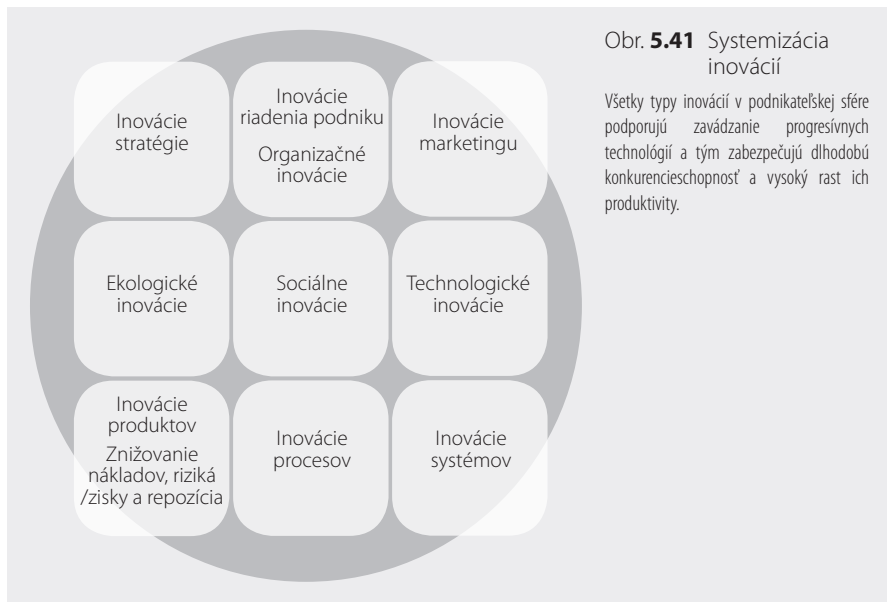 Inovácie
stratégie
Inovácie
riadenia podniku
Organizačné
inovácie
Inovácie
marketingu
Ekologické
inovácie
Sociálne
inovácie
Technologické
inovácie
Inovácie
produktov
Znižovanie
nákladov, riziká
/zisky a repozícia
Inovácie
procesov
Inovácie
systémov
Obr. 5.41 Systemizácia
inovácií
Všetky typy inovácií v podnikateľskej sfére
podporujú zavádzanie progresívnych
technológií a tým zabezpečujú dlhodobú
konkurencieschopnosť a vysoký rast ich
produktivity.